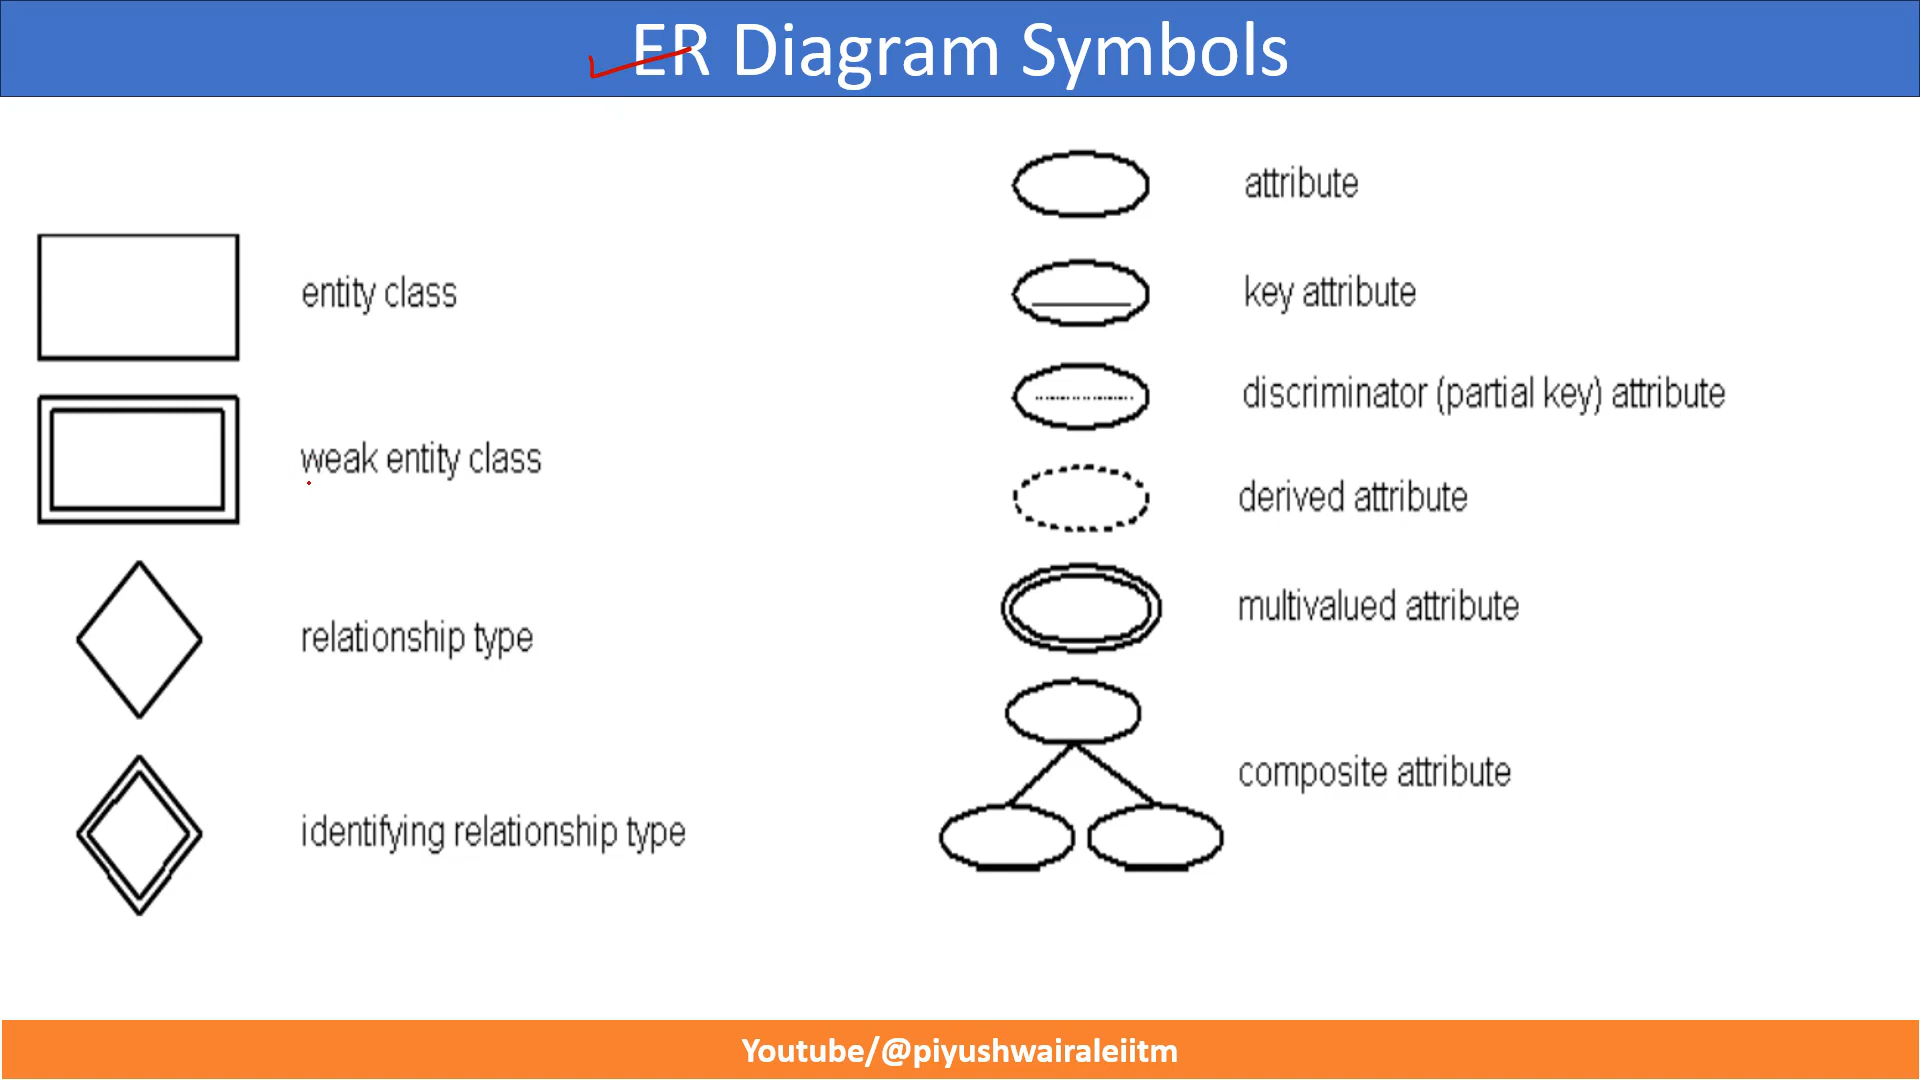 ER Diagram Symbols
entity class
weak entity class
relationship type
identifying relationship type
attribute
key attribute
discriminator (partial key) attribute
derived attribute
multivalued attribute
composite attribute
Youtube/@piyushwairaleiitm